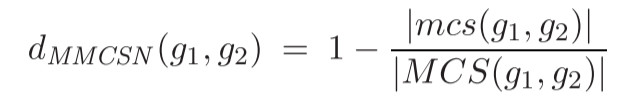 d_{MMCSN}(g_1, g_2) = 1 - \frac{|mcs(g_1, g_2)|}{|MCS(g_1, g_2)|}